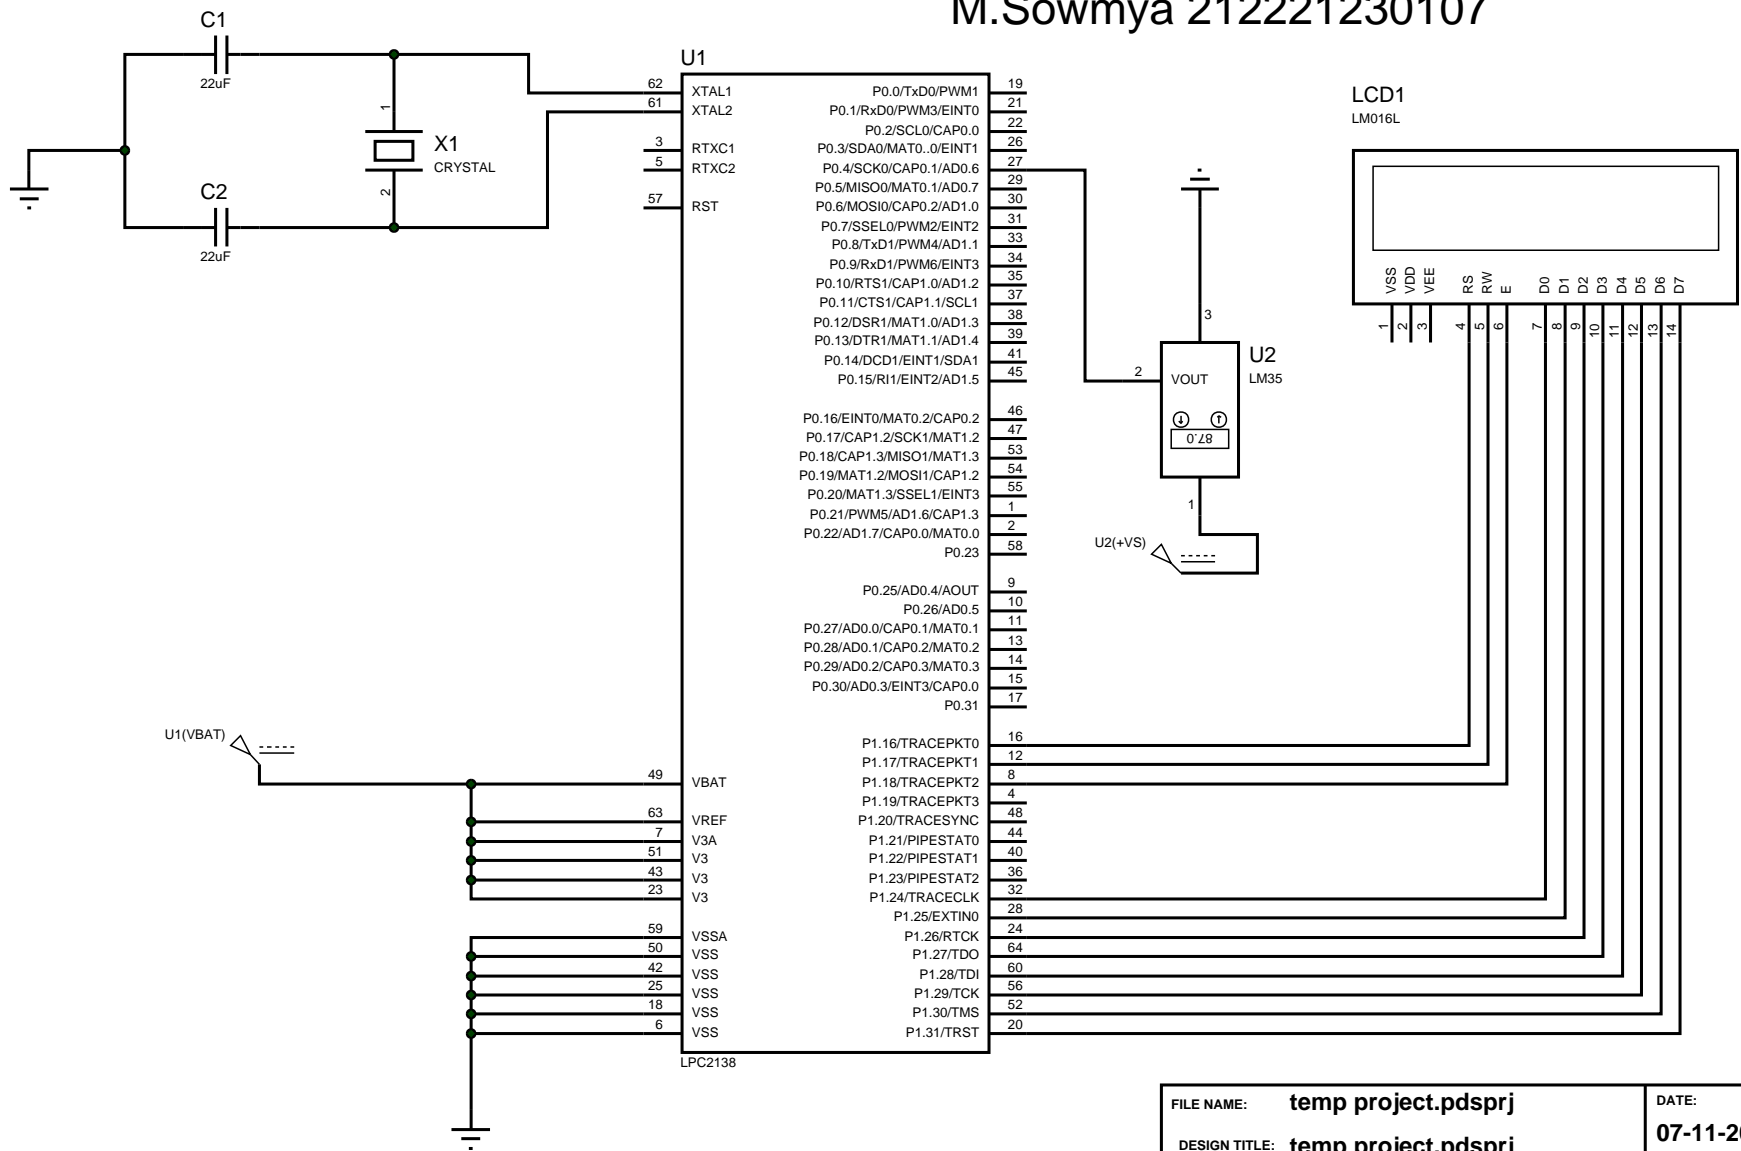 M.Sowmya 212221230107
C1
22uF
C2
22uF
1
X1
CRYSTAL
2
U1
62 XTAL1
61 XTAL2
3 RTXC1
5 RTXC2
57 RST
49 VBAT
63 VREF
7 V3A
51 V3
43 V3
23 V3
59 VSSA
50 VSS
42 VSS
25 VSS
18 VSS
6 VSS
P0.0/TxD0/PWM1 19
P0.1/RxD0/PWM3/EINT0 21
P0.2/SCL0/CAP0.0 22
P0.3/SDA0/MAT0..0/EINT1 26
P0.4/SCK0/CAP0.1/AD0.6 27
P0.5/MISO0/MAT0.1/AD0.7 29
P0.6/MOSI0/CAP0.2/AD1.0 30
P0.7/SSEL0/PWM2/EINT2 31
P0.8/TxD1/PWM4/AD1.1 33
P0.9/RxD1/PWM6/EINT3 34
P0.10/RTS1/CAP1.0/AD1.2 35
P0.11/CTS1/CAP1.1/SCL1 37
P0.12/DSR1/MAT1.0/AD1.3 38
P0.13/DTR1/MAT1.1/AD1.4 39
P0.14/DCD1/EINT1/SDA1 41
P0.15/RI1/EINT2/AD1.5 45
P0.16/EINT0/MAT0.2/CAP0.2 46
P0.17/CAP1.2/SCK1/MAT1.2 47
P0.18/CAP1.3/MISO1/MAT1.3 53
P0.19/MAT1.2/MOSI1/CAP1.2 54
P0.20/MAT1.3/SSEL1/EINT3 55
P0.21/PWM5/AD1.6/CAP1.3 1
P0.22/AD1.7/CAP0.0/MAT0.0 2
P0.23 58
P0.25/AD0.4/AOUT 9
P0.26/AD0.5 10
P0.27/AD0.0/CAP0.1/MAT0.1 11
P0.28/AD0.1/CAP0.2/MAT0.2 13
P0.29/AD0.2/CAP0.3/MAT0.3 14
P0.30/AD0.3/EINT3/CAP0.0 15
P0.31 17
P1.16/TRACEPKT0 16
P1.17/TRACEPKT1 12
P1.18/TRACEPKT2 8
P1.19/TRACEPKT3 4
P1.20/TRACESYNC 48
P1.21/PIPESTAT0 44
P1.22/PIPESTAT1 40
P1.23/PIPESTAT2 36
P1.24/TRACECLK 32
P1.25/EXTIN0 28
P1.26/RTCK 24
P1.27/TDO 64
P1.28/TDI 60
P1.29/TCK 56
P1.30/TMS 52
P1.31/TRST 20
LPC2138
U1(VBAT)
3
U2
LM35
2 VOUT
87.0
1
U2(+VS)
LCD1
LM016L
VSS VDD VEE RS RW E D0 D1 D2 D3 D4 D5 D6 D7
1 2 3 4 5 6 7 8 9 10 11 12 13 14
FILE NAME: temp project.pdsprj
DATE:
07-11-20
DESIGN TITLE: temp project.pdsprj